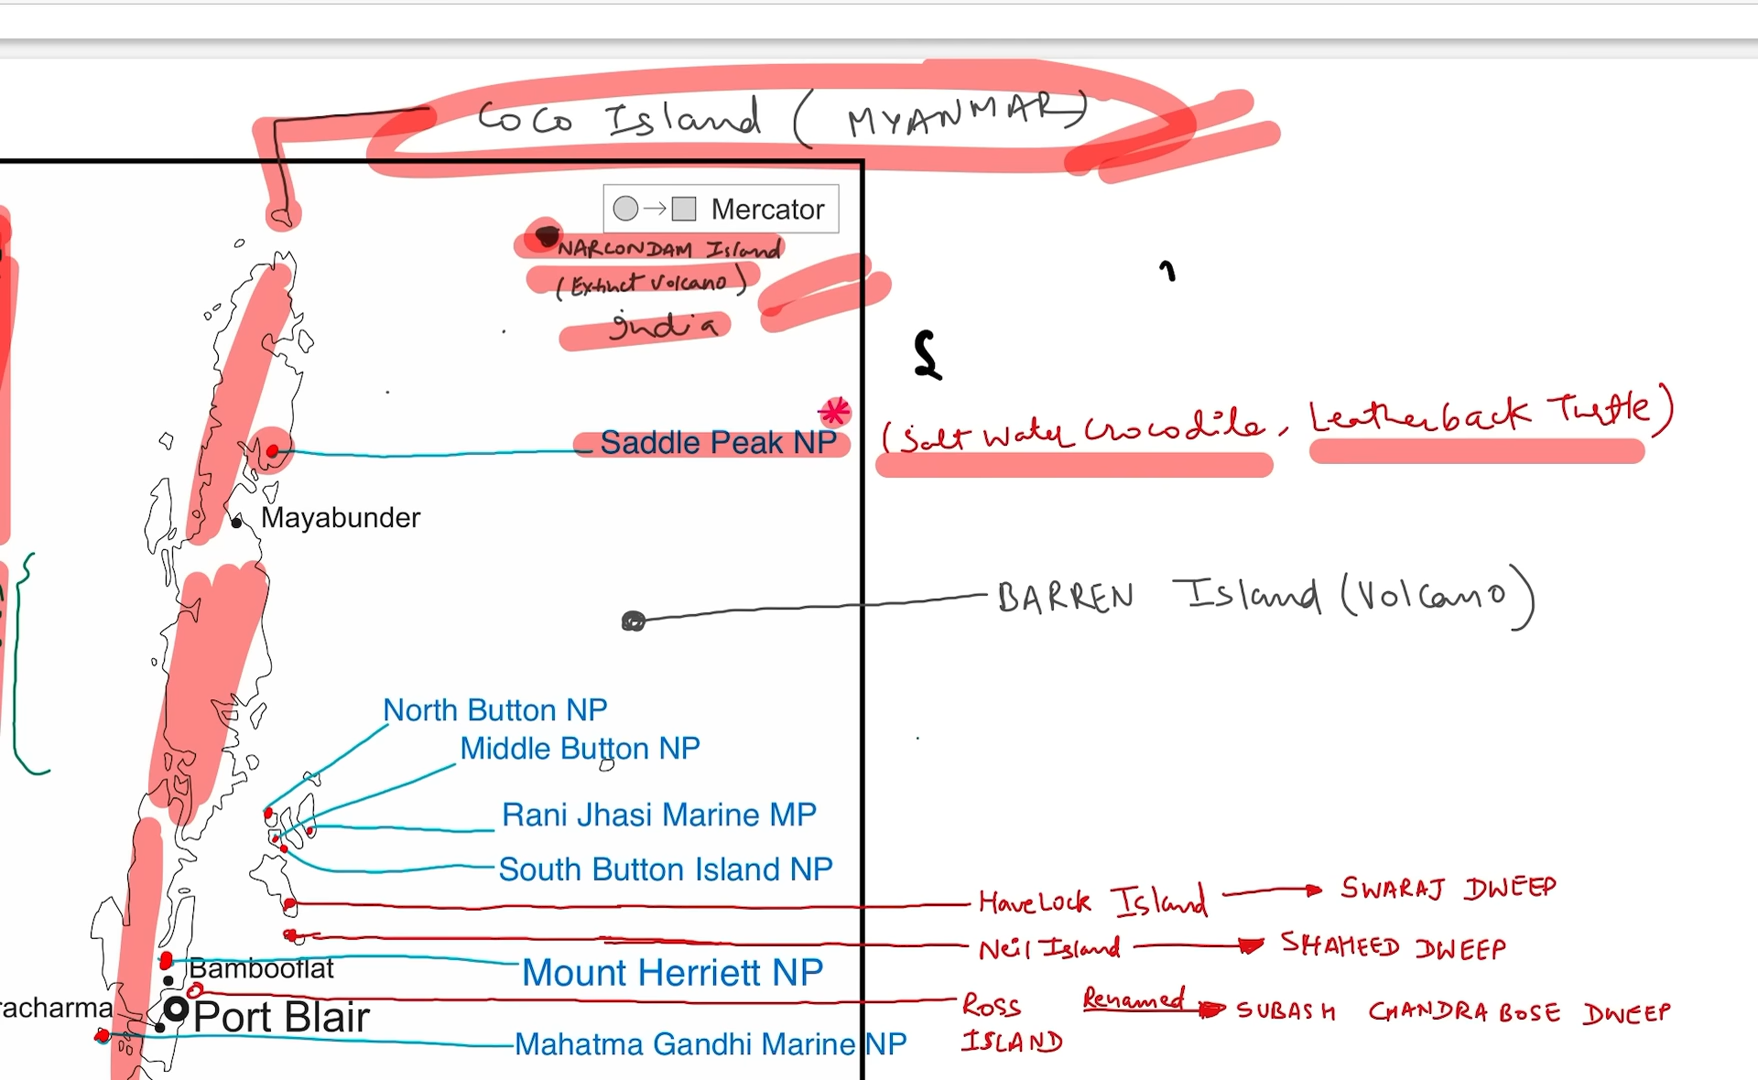 CoCo Island ( MYANMAR)
Mercator
NARCONDAM Island
(Extinct Volcano)
india
Saddle Peak NP
(Salt Water Crocodile, Leatherback Turtle)
Mayabunder
BARREN Island (Volcano)
North Button NP
Middle Button NP
Rani Jhasi Marine MP
South Button Island NP
HaveLock Island SWARAJ DWEEP
Neil Island SHAHEED DWEEP
Bambooflat
Mount Herriett NP
racharma
Port Blair
ROSS ISLAND Renamed SUBASH CHANDRA BOSE DWEEP
Mahatma Gandhi Marine NP